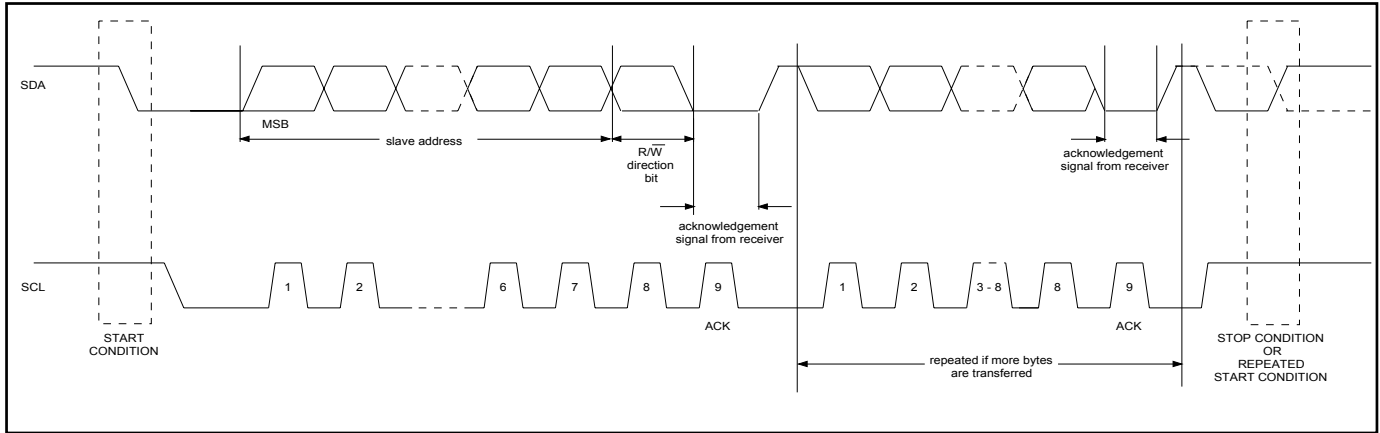 SDA
MSB
slave address
R/W̅
direction
bit
acknowledgement
signal from receiver
acknowledgement
signal from receiver
SCL
1
2
6
7
8
9
1
2
3 - 8
8
9
ACK
ACK
START
CONDITION
repeated if more bytes
are transferred
STOP CONDITION
OR
REPEATED
START CONDITION